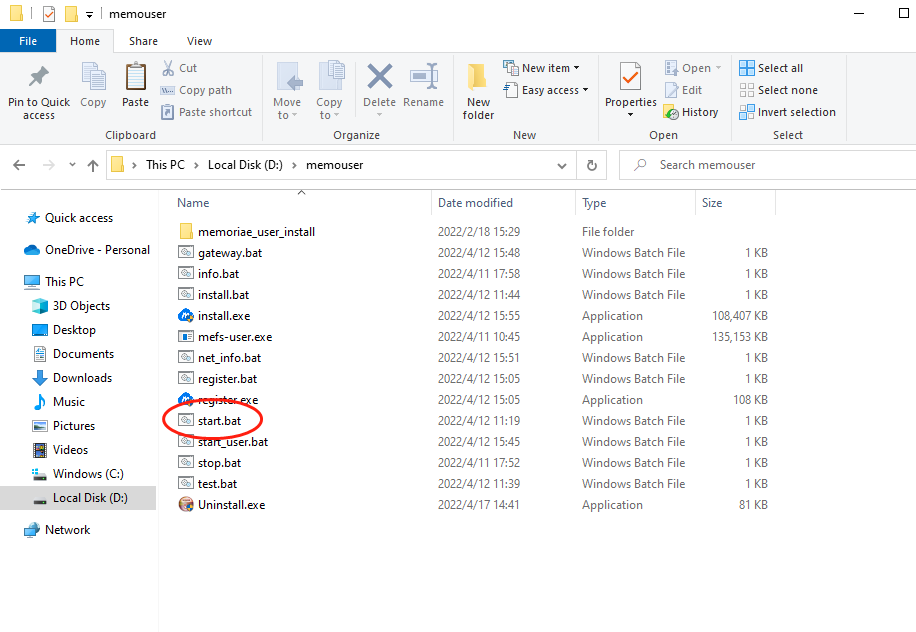 memouser
File Home Share View
Pin to Quick access Copy Paste Cut Copy path Paste shortcut Move to Copy to Delete Rename New folder New item Easy access Properties Open Edit History Select all Select none Invert selection
Clipboard Organize New Open Select
This PC Local Disk (D:) memouser Search memouser
Name Date modified Type Size
Quick access
OneDrive - Personal
This PC
3D Objects
Desktop
Documents
Downloads
Music
Pictures
Videos
Windows (C:)
Local Disk (D:)
Network
memoriae_user_install 2022/2/18 15:29 File folder
gateway.bat 2022/4/12 15:48 Windows Batch File 1 KB
info.bat 2022/4/11 17:58 Windows Batch File 1 KB
install.bat 2022/4/12 11:44 Windows Batch File 1 KB
install.exe 2022/4/12 15:55 Application 108,407 KB
mefs-user.exe 2022/4/11 10:45 Application 135,153 KB
net_info.bat 2022/4/12 15:51 Windows Batch File 1 KB
register.bat 2022/4/12 15:05 Windows Batch File 1 KB
register.exe 2022/4/12 15:05 Application 108 KB
start.bat 2022/4/12 11:19 Windows Batch File 1 KB
start_user.bat 2022/4/12 15:45 Windows Batch File 1 KB
stop.bat 2022/4/11 17:52 Windows Batch File 1 KB
test.bat 2022/4/12 11:39 Windows Batch File 1 KB
Uninstall.exe 2022/4/17 14:41 Application 81 KB